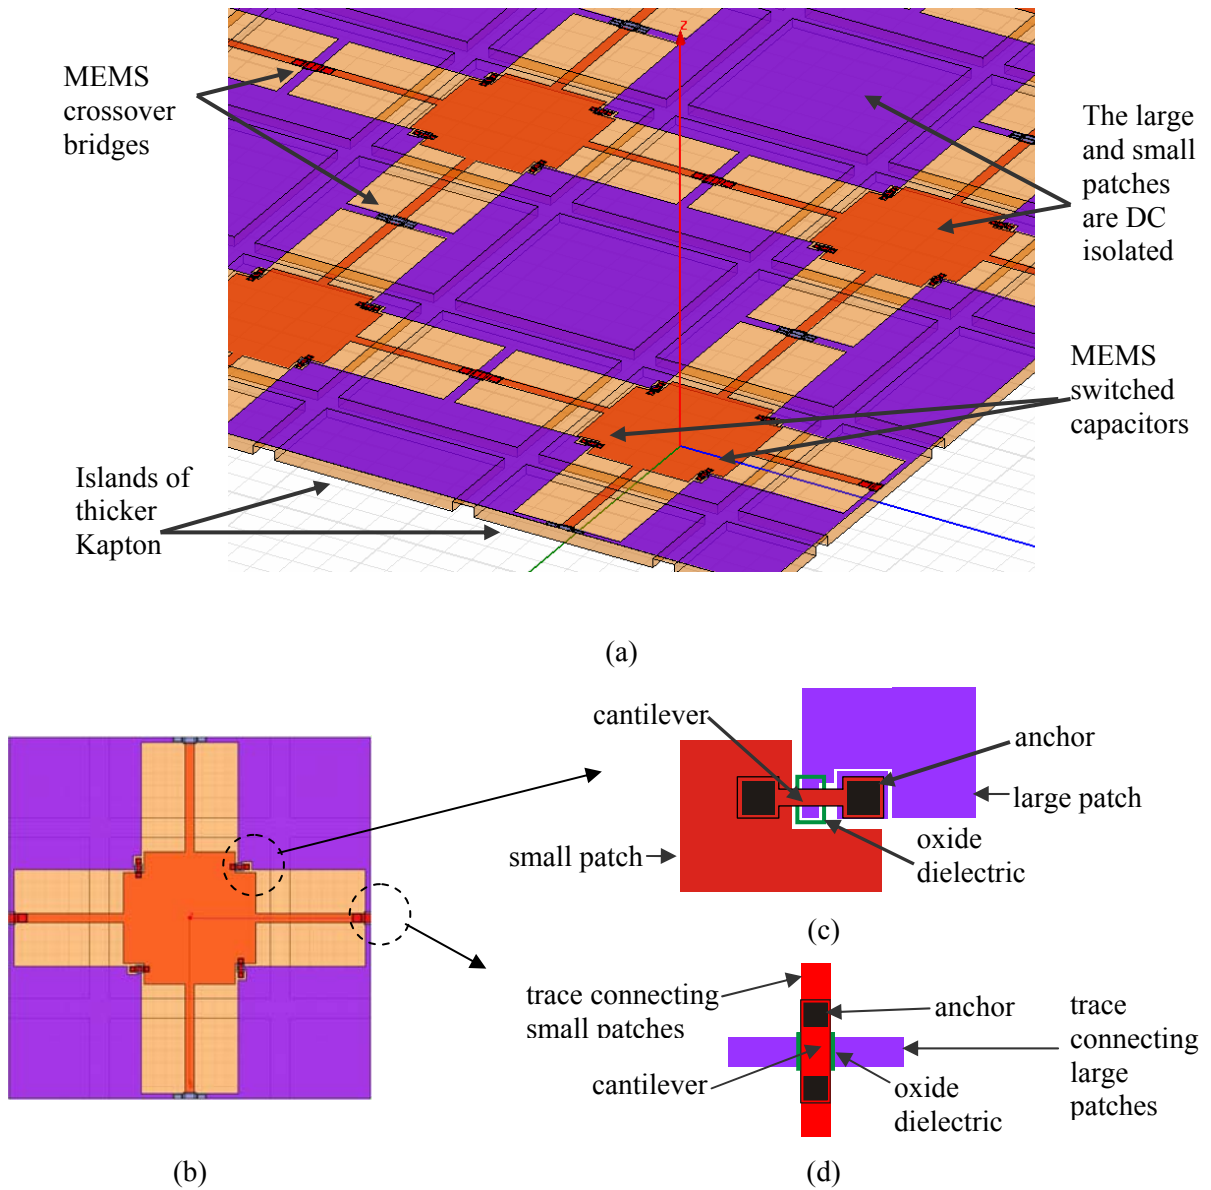 MEMS
crossover
bridges
Z
The large
and small
patches
are DC
isolated
MEMS
switched
capacitors
Islands of
thicker
Kapton
(a)
cantilever
anchor
large patch
small patch
oxide
dielectric
(c)
trace connecting
small patches
anchor
trace
connecting
large
patches
cantilever
oxide
dielectric
(b)
(d)